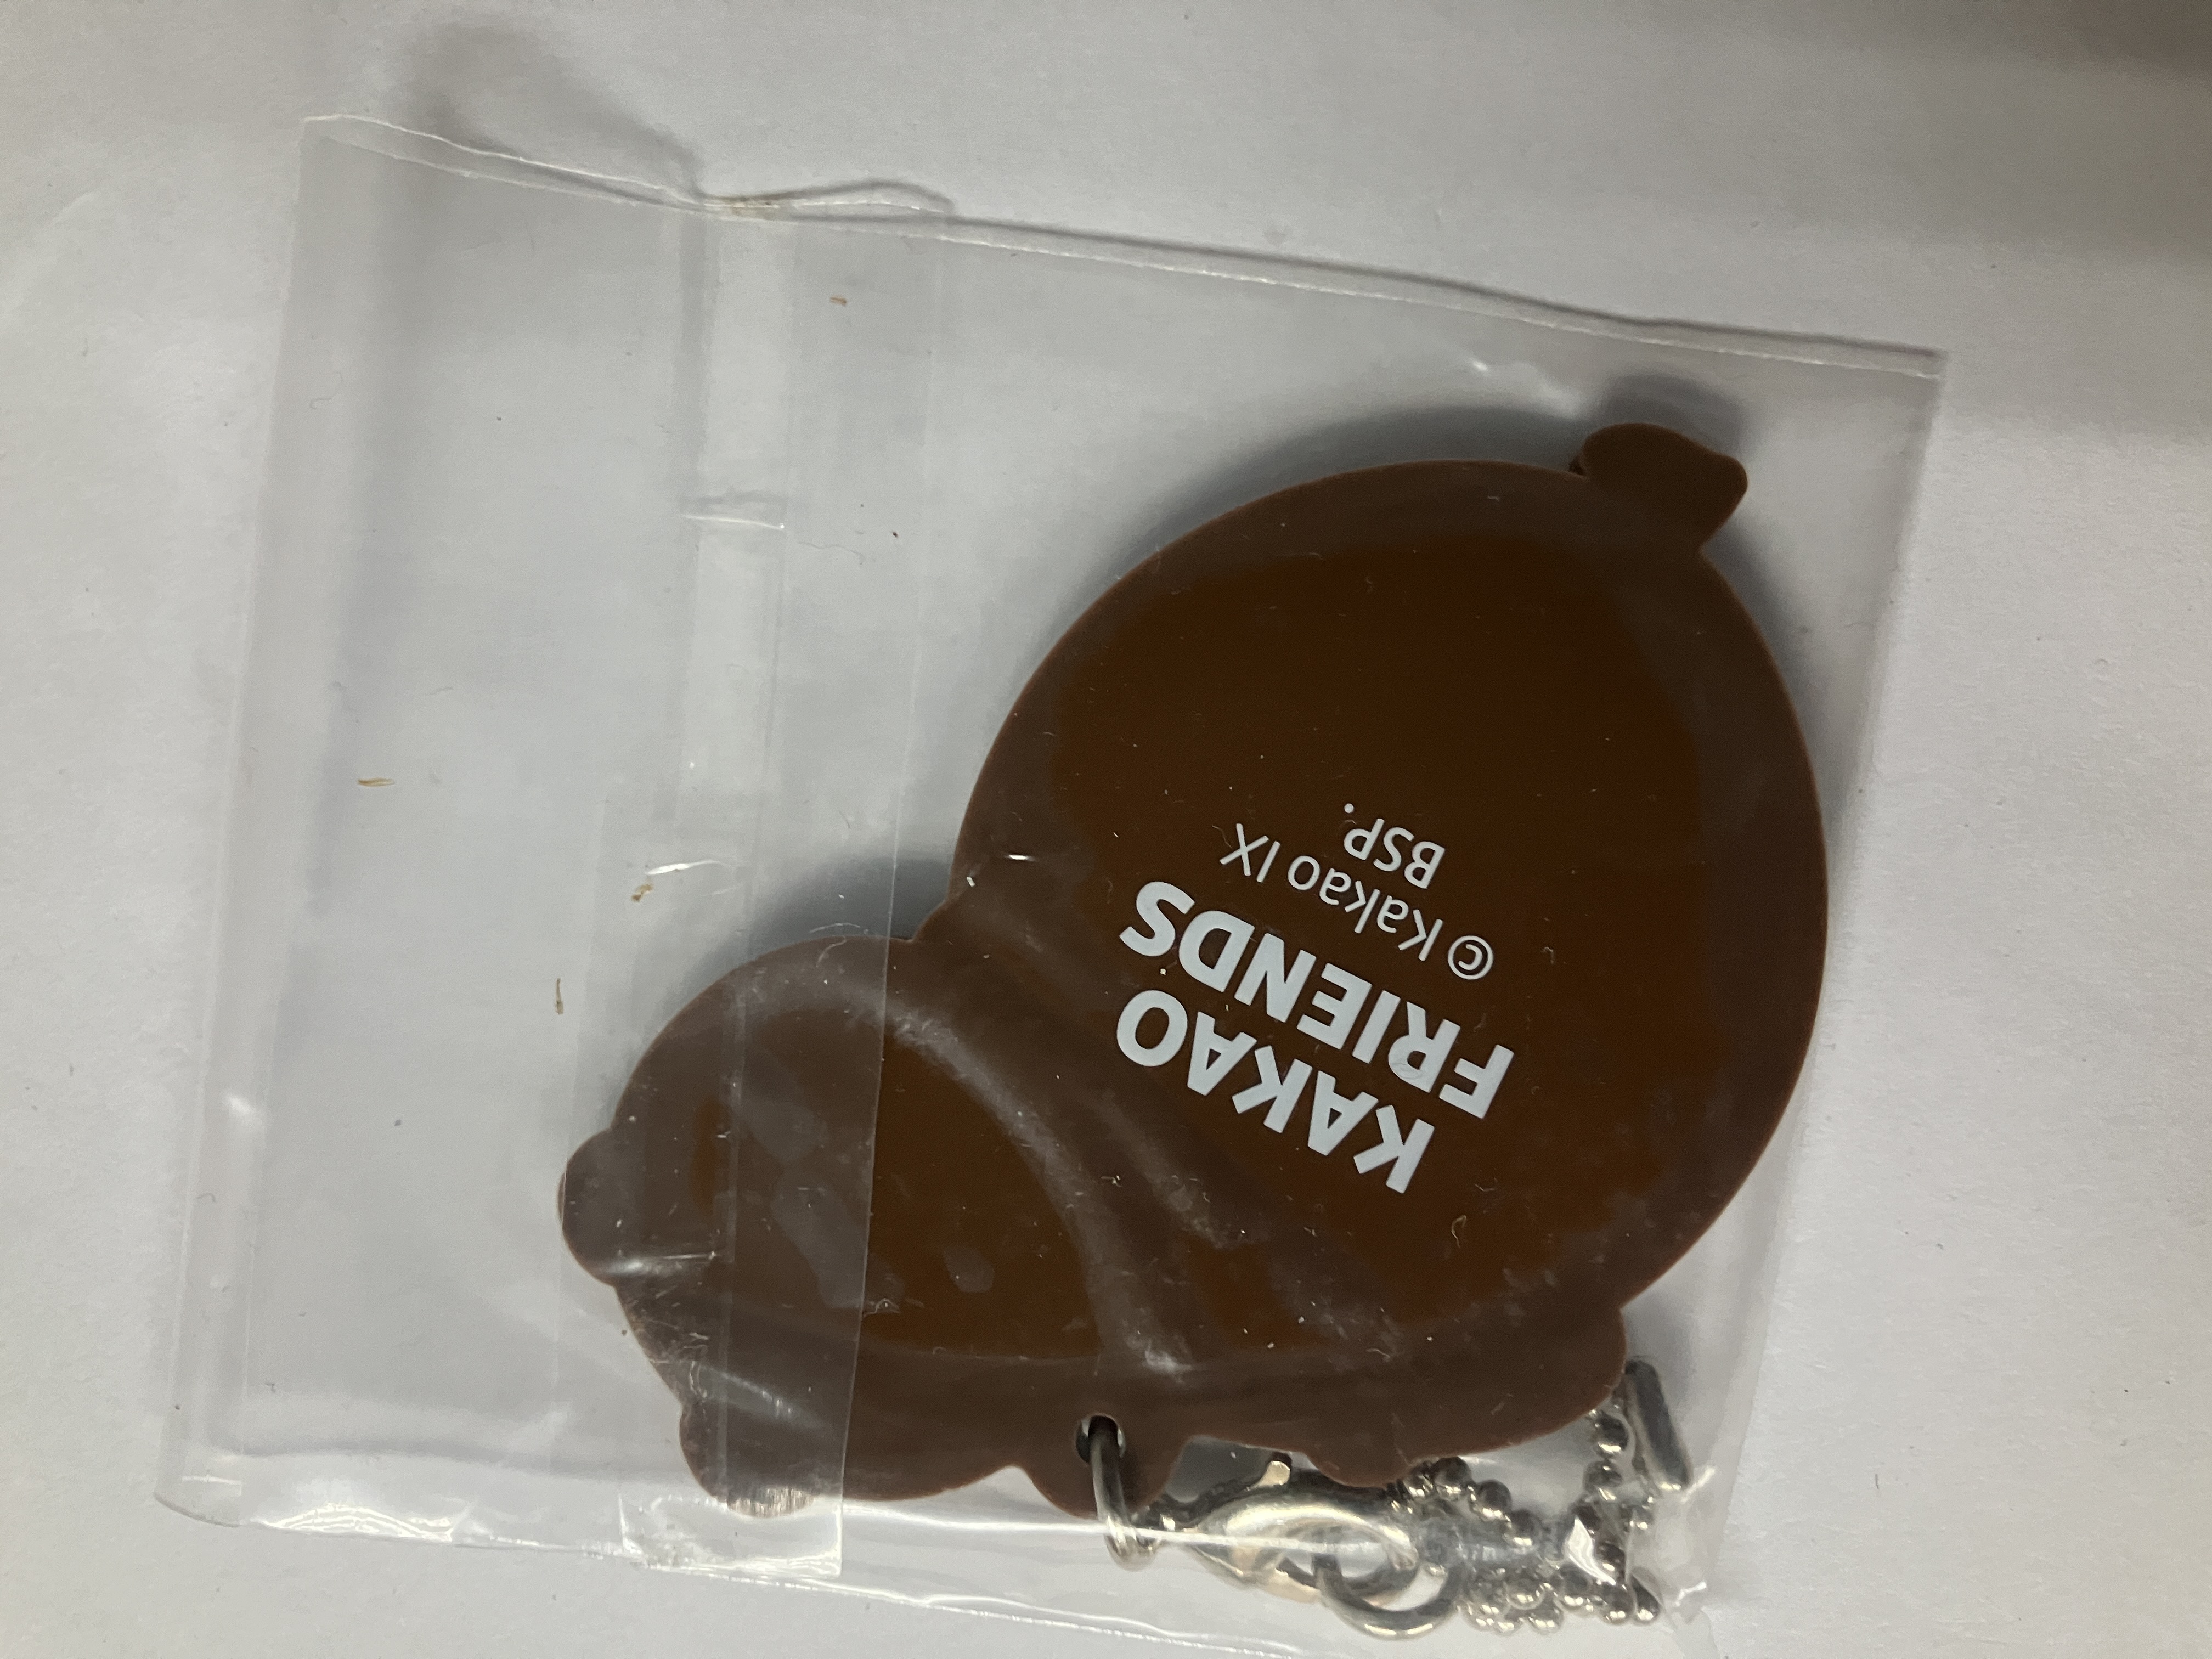 KAKAO
FRIENDS
© Kakao IX
BSP.